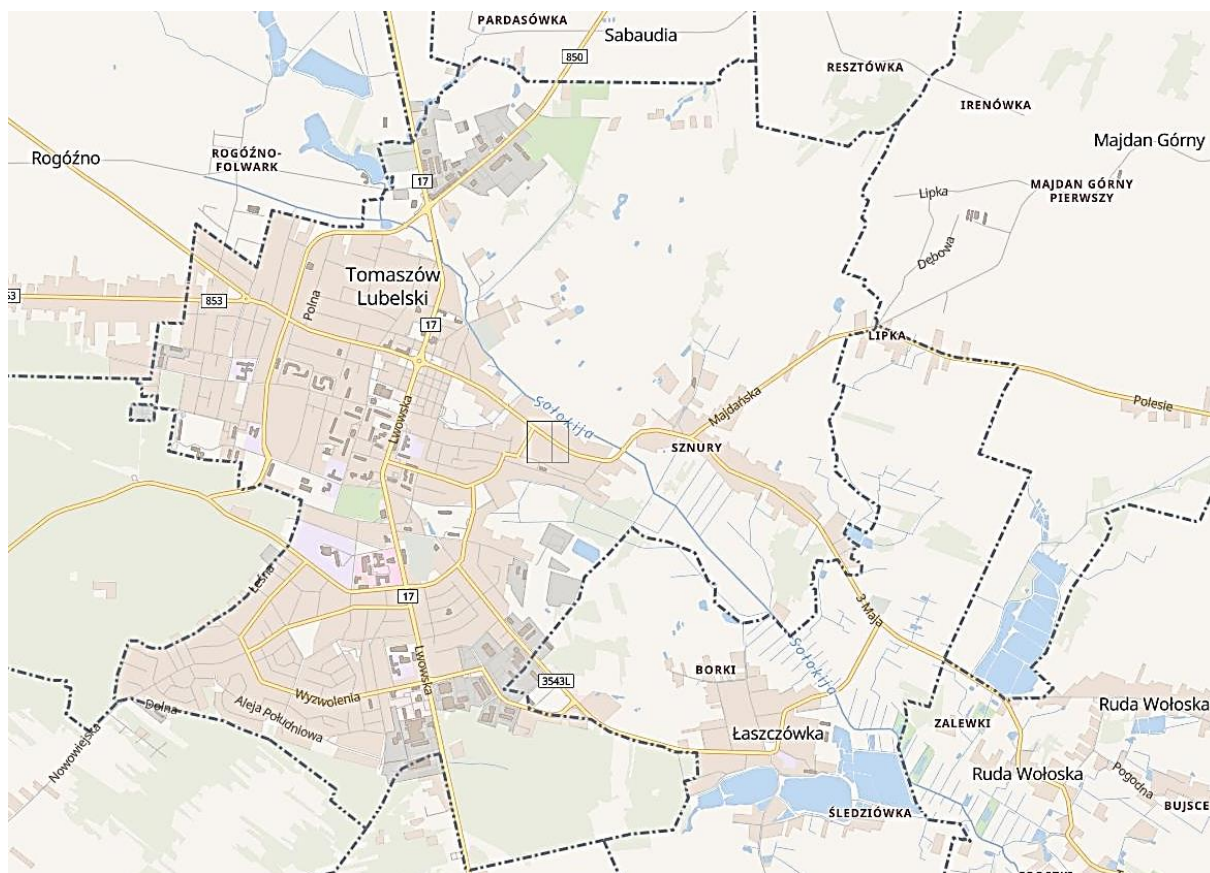 PARDASÓWKA
Sabaudia
850
RESZTÓWKA
IRENÓWKA
Majdan Górny
Rogóźno
ROGÓŹNO-
FOLWARK
17
Lipka
MAJDAN GÓRNY
PIERWSZY
Dębowa
Tomaszów
Lubelski
53
853
Polna
17
LIPKA
Sołokija
Majdańska
Polesie
Lwowska
SZNURY
Leśna
17
3 Maja
Lwowska
Sołokija
BORKI
3543L
Wyzwolenia
Dolna
Aleja Południowa
Nowowiejska
Łaszczówka
ZALEWKI
Ruda Wołoska
Ruda Wołoska
Pogodna
BUJSCE
ŚLEDZIÓWKA